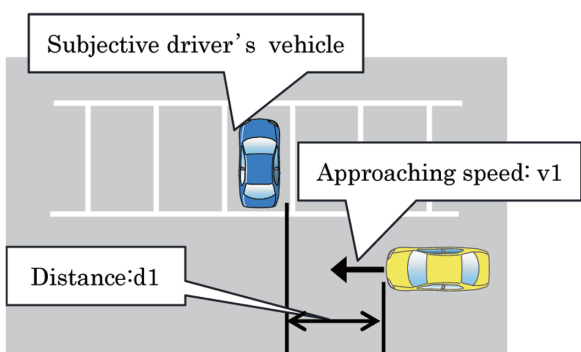 Subjective driver’s vehicle
Approaching speed: v1
Distance:d1